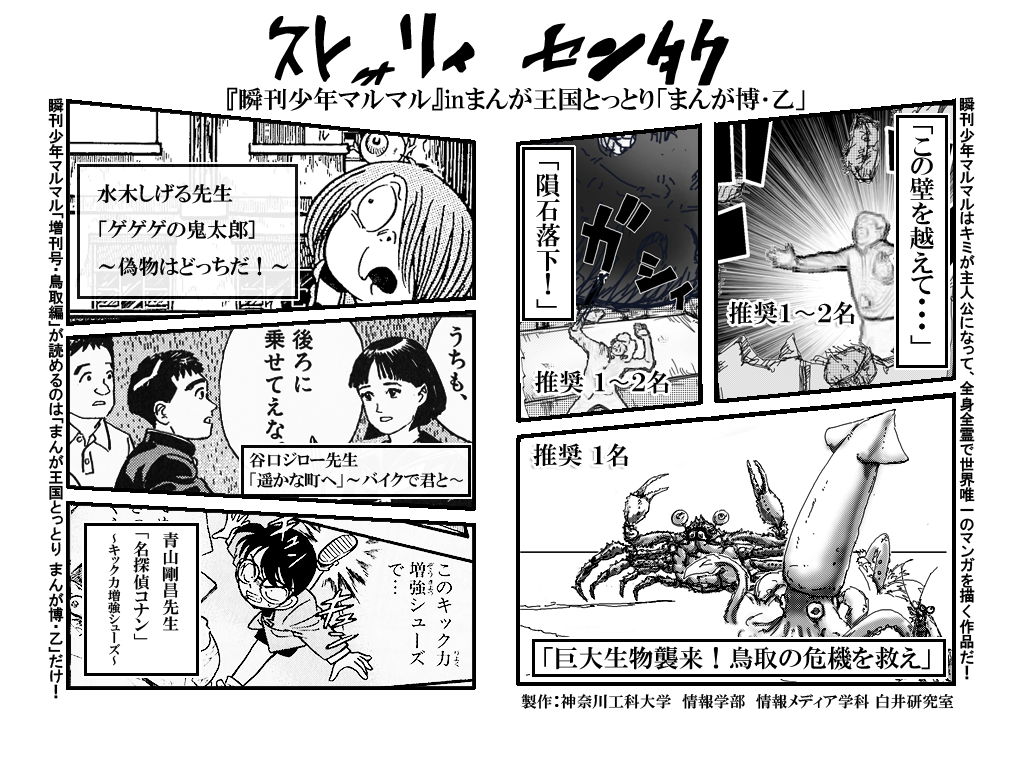 ストォリィ センタク
『瞬刊少年マルマル』inまんが王国とっとり「まんが博・乙」
瞬刊少年マルマルはキミが主人公になって、全身全霊で世界唯一のマンガを描く作品だ！
「この壁を越えて・・・」
推奨1～2名
「隕石落下！」
ガシィ
推奨 1～2名
推奨 1名
「巨大生物襲来！鳥取の危機を救え」
水木しげる先生
「ゲゲゲの鬼太郎］
～偽物はどっちだ！～
うちも、
後ろに
乗せてえな
谷口ジロー先生
「遥かな町へ」～バイクで君と～
このキック力
増強シューズ
で…
青山剛昌先生
「名探偵コナン」
～キック力増強シューズ～
瞬刊少年マルマル「増刊号・鳥取編」が読めるのは「まんが王国とっとり まんが博・乙」だけ！
製作：神奈川工科大学 情報学部 情報メディア学科 白井研究室